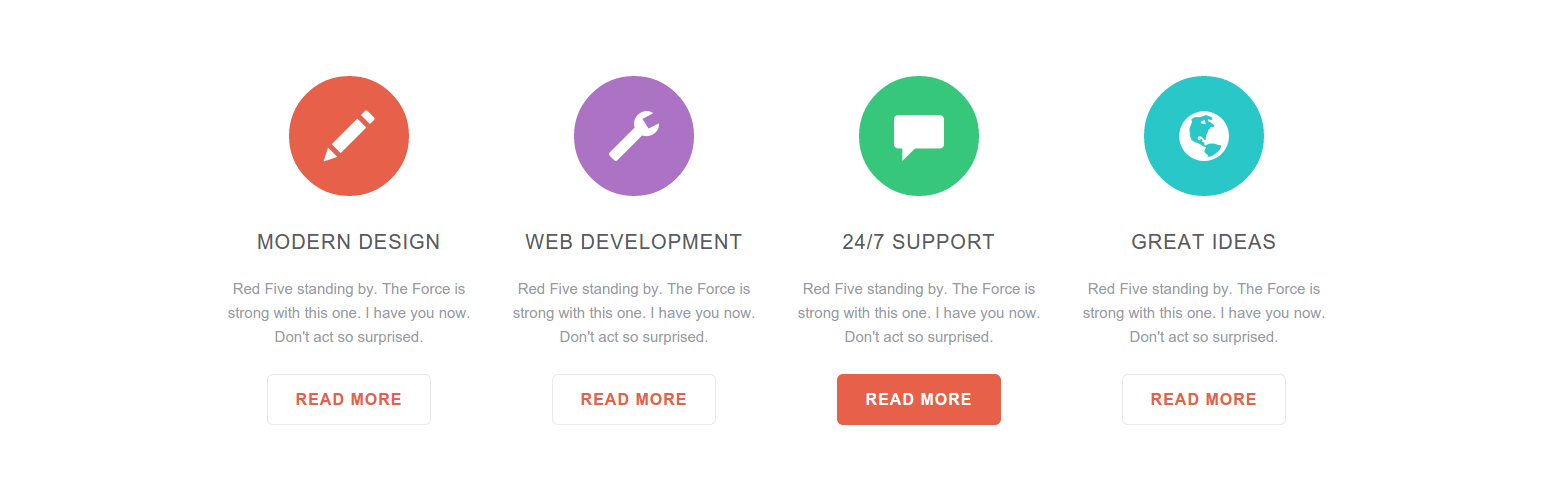 MODERN DESIGN
Red Five standing by. The Force is
strong with this one. I have you now.
Don't act so surprised.
READ MORE
WEB DEVELOPMENT
Red Five standing by. The Force is
strong with this one. I have you now.
Don't act so surprised.
READ MORE
24/7 SUPPORT
Red Five standing by. The Force is
strong with this one. I have you now.
Don't act so surprised.
READ MORE
GREAT IDEAS
Red Five standing by. The Force is
strong with this one. I have you now.
Don't act so surprised.
READ MORE